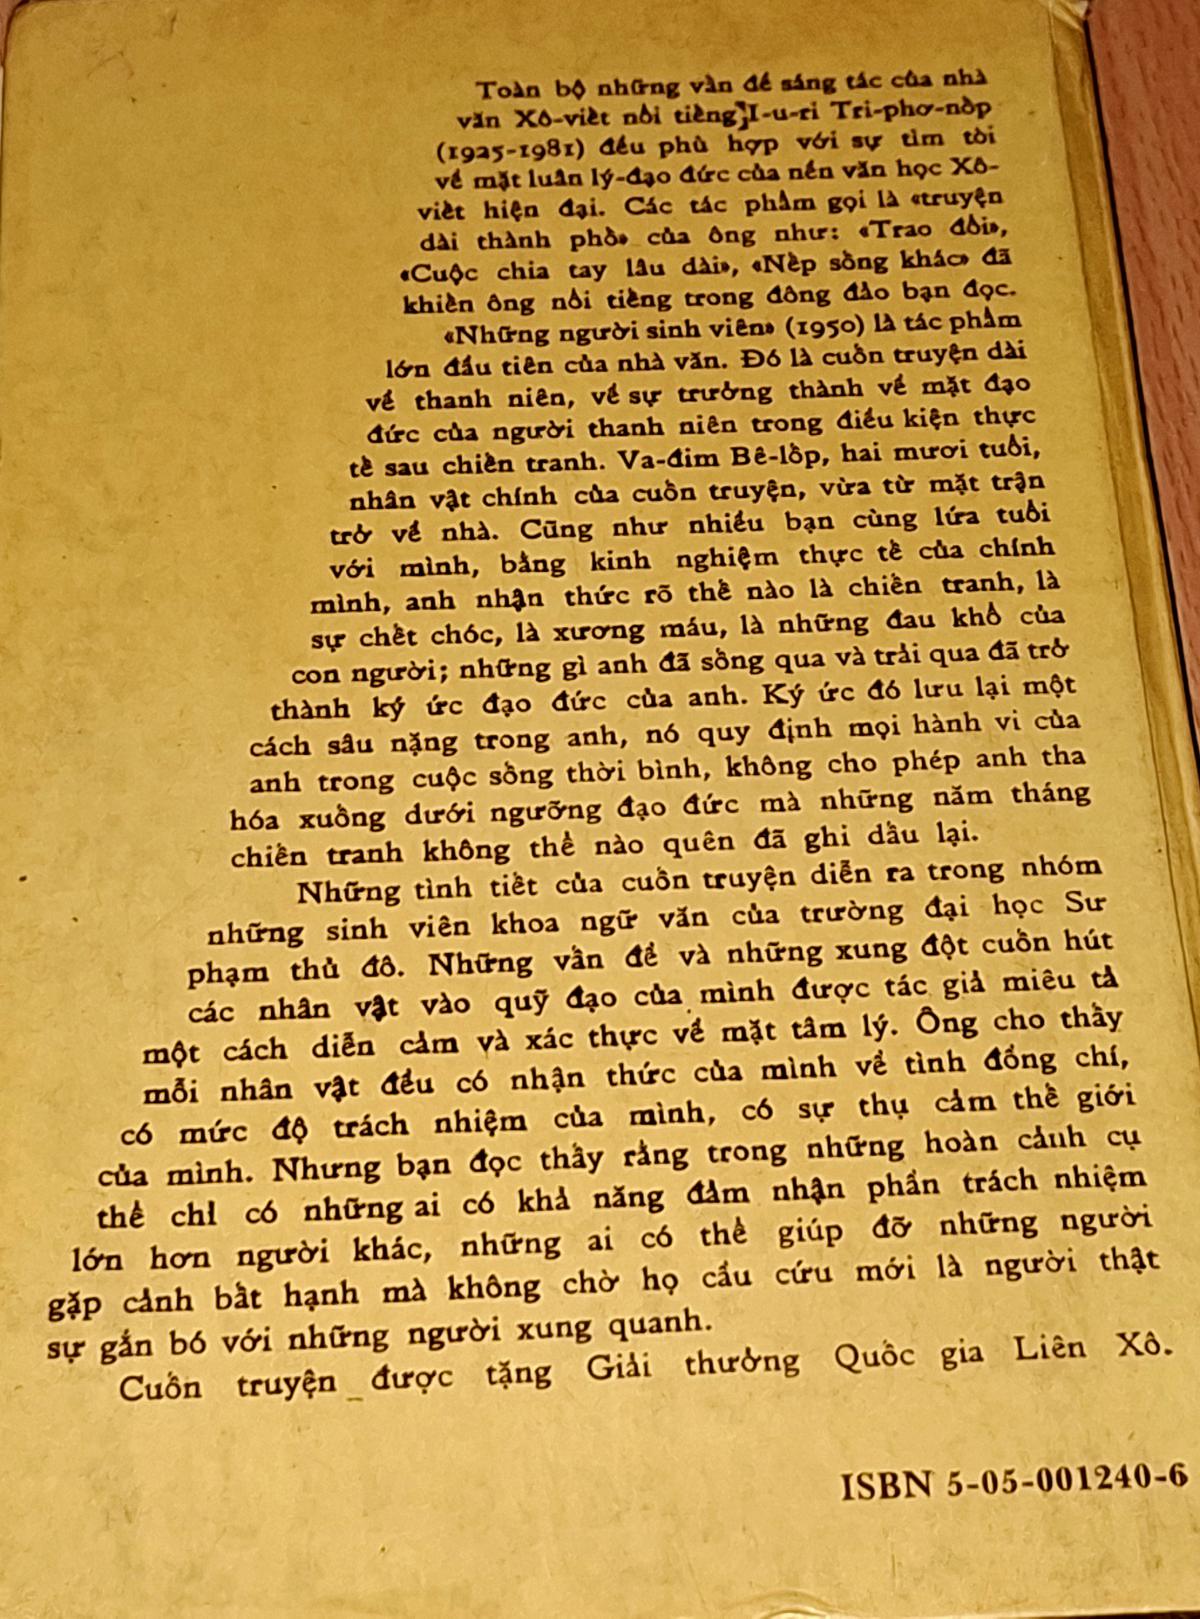 Toàn bộ những vấn đề sáng tác của nhà
văn Xô-viết nổi tiếng I-u-ri Tri-phơ-nốp
(1925-1981) đều phù hợp với sự tìm tòi
về mặt luân lý-đạo đức của nền văn học Xô-
viết hiện đại. Các tác phẩm gọi là «truyện
dài thành phố» của ông như: «Trao đổi»,
«Cuộc chia tay lâu dài», «Nếp sống khác» đã
khiến ông nổi tiếng trong đông đảo bạn đọc.
«Những người sinh viên» (1950) là tác phẩm
lớn đầu tiên của nhà văn. Đó là cuốn truyện dài
về thanh niên, về sự trưởng thành về mặt đạo
đức của người thanh niên trong điều kiện thực
tế sau chiến tranh. Va-đim Bê-lốp, hai mươi tuổi,
nhân vật chính của cuốn truyện, vừa từ mặt trận
trở về nhà. Cũng như nhiều bạn cùng lứa tuổi
với mình, bằng kinh nghiệm thực tế của chính
mình, anh nhận thức rõ thế nào là chiến tranh, là
sự chết chóc, là xương máu, là những đau khổ của
con người; những gì anh đã sống qua và trải qua đã trở
thành ký ức đạo đức của anh. Ký ức đó lưu lại một
cách sâu nặng trong anh, nó quy định mọi hành vi của
anh trong cuộc sống thời bình, không cho phép anh tha
hóa xuống dưới ngưỡng đạo đức mà những năm tháng
chiến tranh không thể nào quên đã ghi dấu lại.
Những tình tiết của cuốn truyện diễn ra trong nhóm
những sinh viên khoa ngữ văn của trường đại học Sư
phạm thủ đô. Những vấn đề và những xung đột cuốn hút
các nhân vật vào quỹ đạo của mình được tác giả miêu tả
một cách diễn cảm và xác thực về mặt tâm lý. Ông cho thấy
mỗi nhân vật đều có nhận thức của mình về tình đồng chí,
có mức độ trách nhiệm của mình, có sự thụ cảm thế giới
của mình. Nhưng bạn đọc thấy rằng trong những hoàn cảnh cụ
thể chỉ có những ai có khả năng đảm nhận phần trách nhiệm
lớn hơn người khác, những ai có thể giúp đỡ những người
gặp cảnh bất hạnh mà không chờ họ cầu cứu mới là người thật
sự gắn bó với những người xung quanh.
Cuốn truyện được tặng Giải thưởng Quốc gia Liên Xô.
ISBN 5-05-001240-6